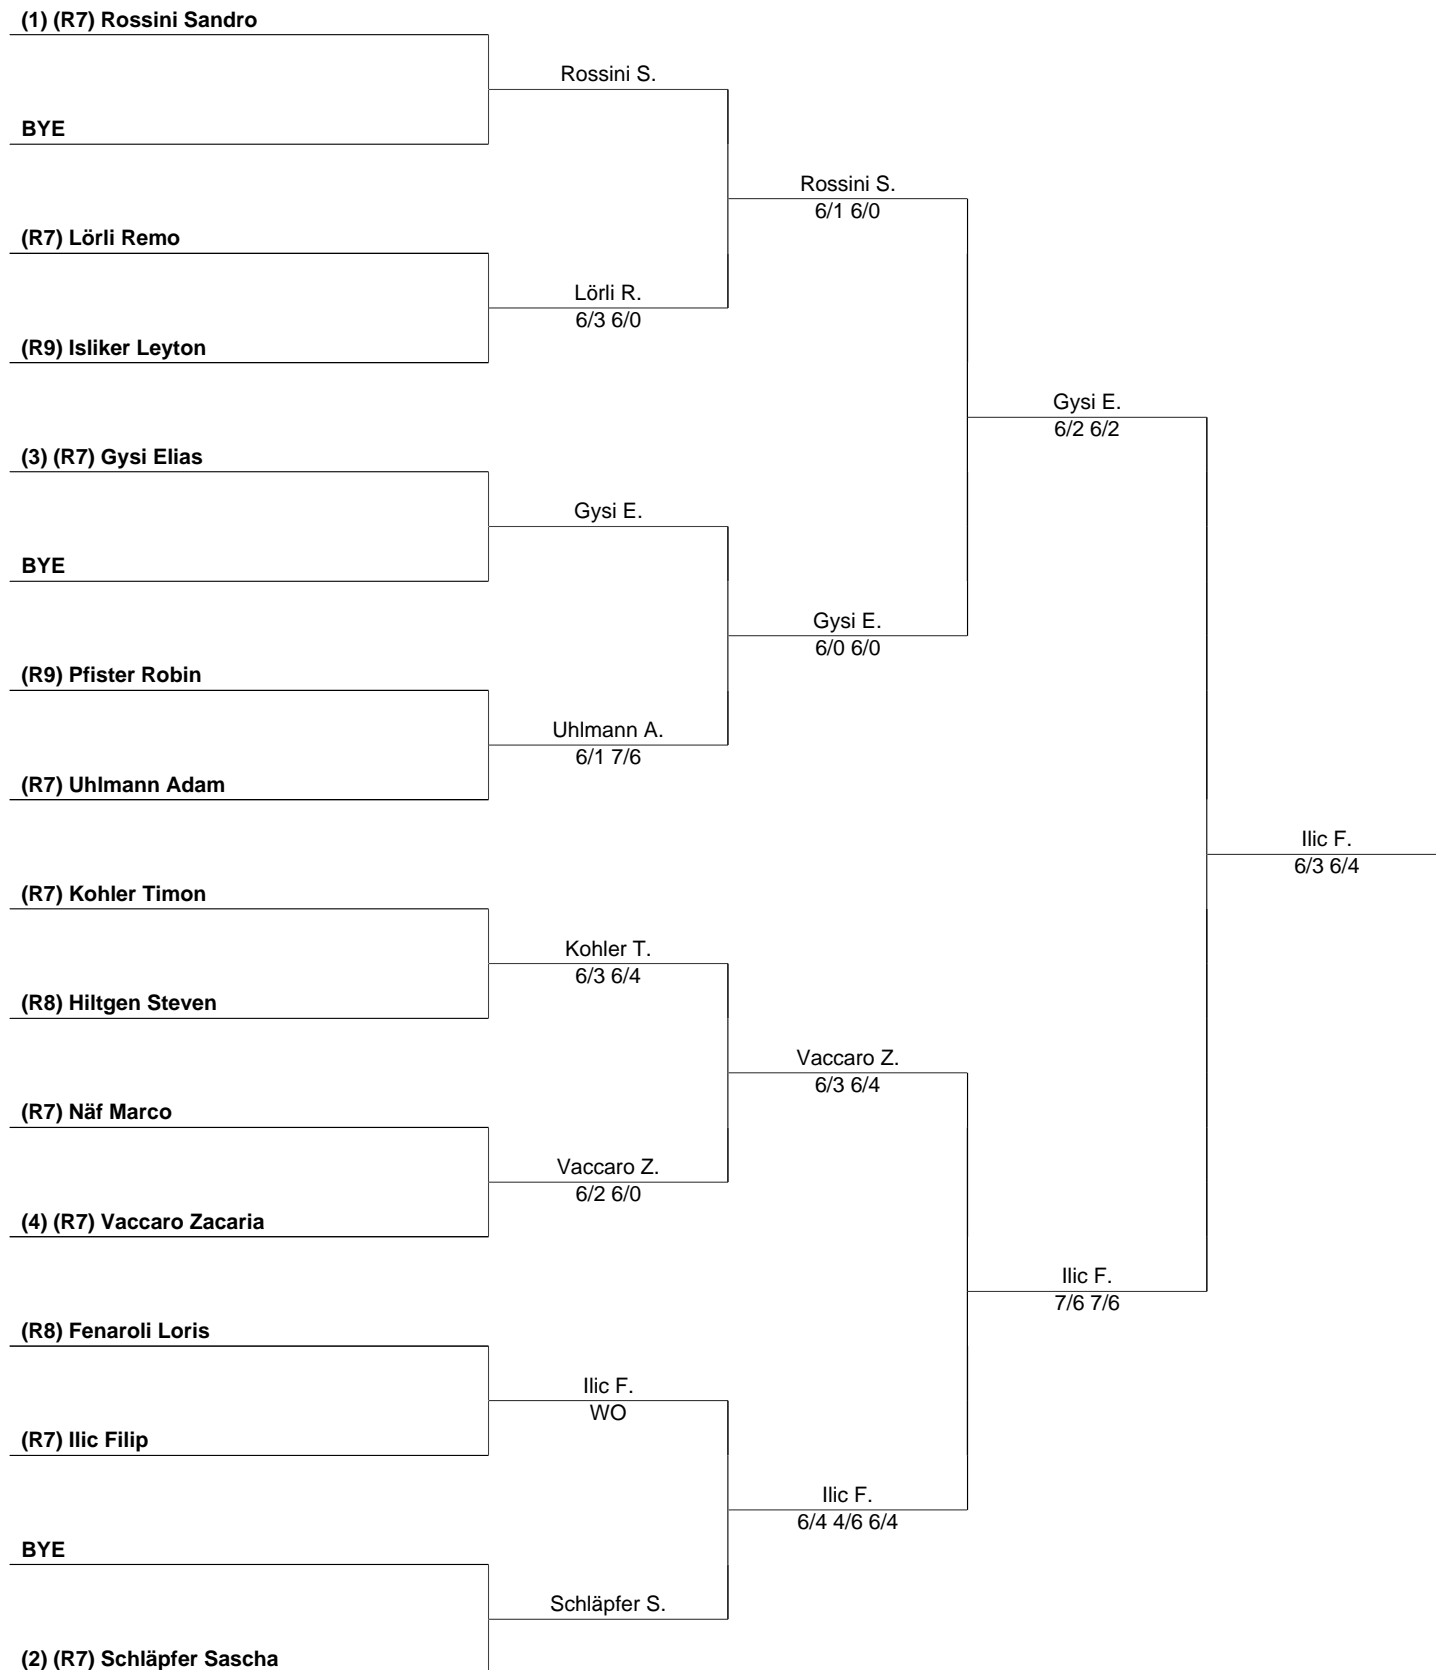 (1) (R7) Rossini Sandro
Rossini S.
BYE
Rossini S.
6/1 6/0
(R7) Lörli Remo
Lörli R.
6/3 6/0
(R9) Isliker Leyton
Gysi E.
6/2 6/2
(3) (R7) Gysi Elias
Gysi E.
BYE
Gysi E.
6/0 6/0
(R9) Pfister Robin
Uhlmann A.
6/1 7/6
(R7) Uhlmann Adam
Ilic F.
6/3 6/4
(R7) Kohler Timon
Kohler T.
6/3 6/4
(R8) Hiltgen Steven
Vaccaro Z.
6/3 6/4
(R7) Näf Marco
Vaccaro Z.
6/2 6/0
(4) (R7) Vaccaro Zacaria
Ilic F.
7/6 7/6
(R8) Fenaroli Loris
Ilic F.
WO
(R7) Ilic Filip
Ilic F.
6/4 4/6 6/4
BYE
Schläpfer S.
(2) (R7) Schläpfer Sascha